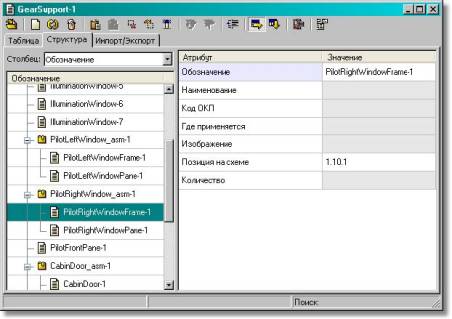 GearSupport-1
Таблица Структура Импорт/Экспорт
Столбец: Обозначение
Обозначение
IlluminationWindow-5
IlluminationWindow-6
IlluminationWindow-7
PilotLeftWindow_asm-1
PilotLeftWindowFrame-1
PilotLeftWindowPane-1
PilotRightWindow_asm-1
PilotRightWindowFrame-1
PilotRightWindowPane-1
PilotFrontPane-1
CabinDoor_asm-1
CabinDoor-1
Атрибут Значение
Обозначение PilotRightWindowFrame-1
Наименование
Код ОКП
Где применяется
Изображение
Позиция на схеме 1.10.1
Количество
Поиск: